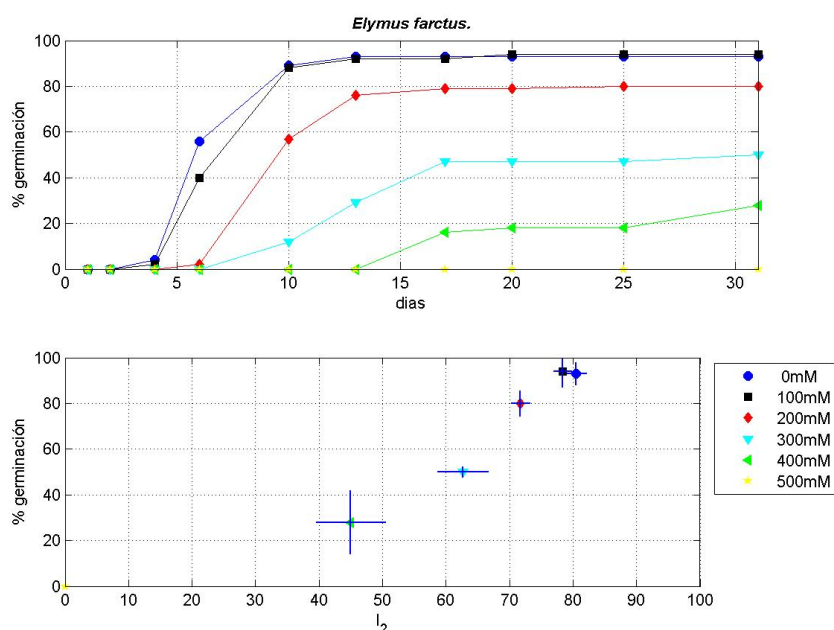 Elymus farctus.
% germinación
100
80
60
40
20
0
0 5 10 15 20 25 30
dias
% germinación
100
80
60
40
20
0
0 10 20 30 40 50 60 70 80 90 100
I2
0mM
100mM
200mM
300mM
400mM
500mM